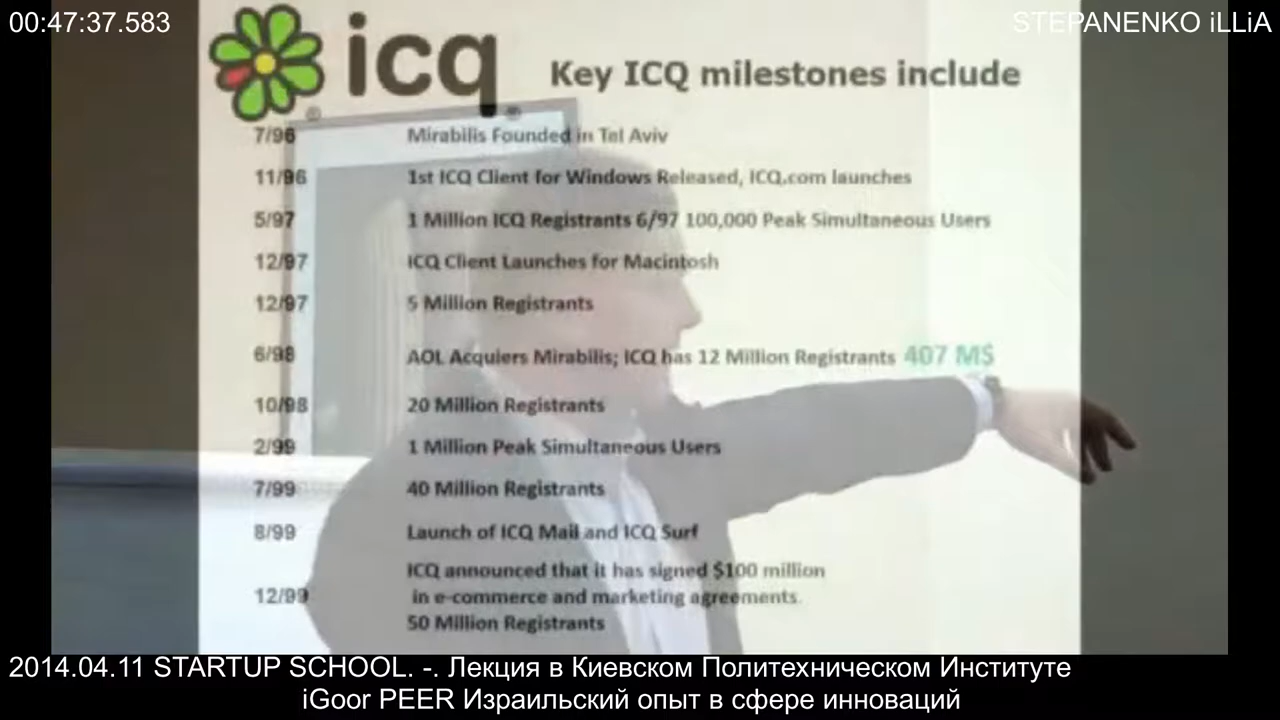 00:47:37.583
STEPANENKO iLLiA
icq
Key ICQ milestones include
7/96 Mirabilis Founded in Tel Aviv
11/96 1st ICQ Client for Windows Released, ICQ.com launches
5/97 1 Million ICQ Registrants 6/97 100,000 Peak Simultaneous Users
12/97 ICQ Client Launches for Macintosh
12/97 5 Million Registrants
6/98 AOL Acquiers Mirabilis; ICQ has 12 Million Registrants 407 M$
10/98 20 Million Registrants
2/99 1 Million Peak Simultaneous Users
7/99 40 Million Registrants
8/99 Launch of ICQ Mail and ICQ Surf
ICQ announced that it has signed $100 million
12/99 in e-commerce and marketing agreements.
50 Million Registrants
2014.04.11 STARTUP SCHOOL. -. Лекция в Киевском Политехническом Институте
iGoor PEER Израильский опыт в сфере инноваций